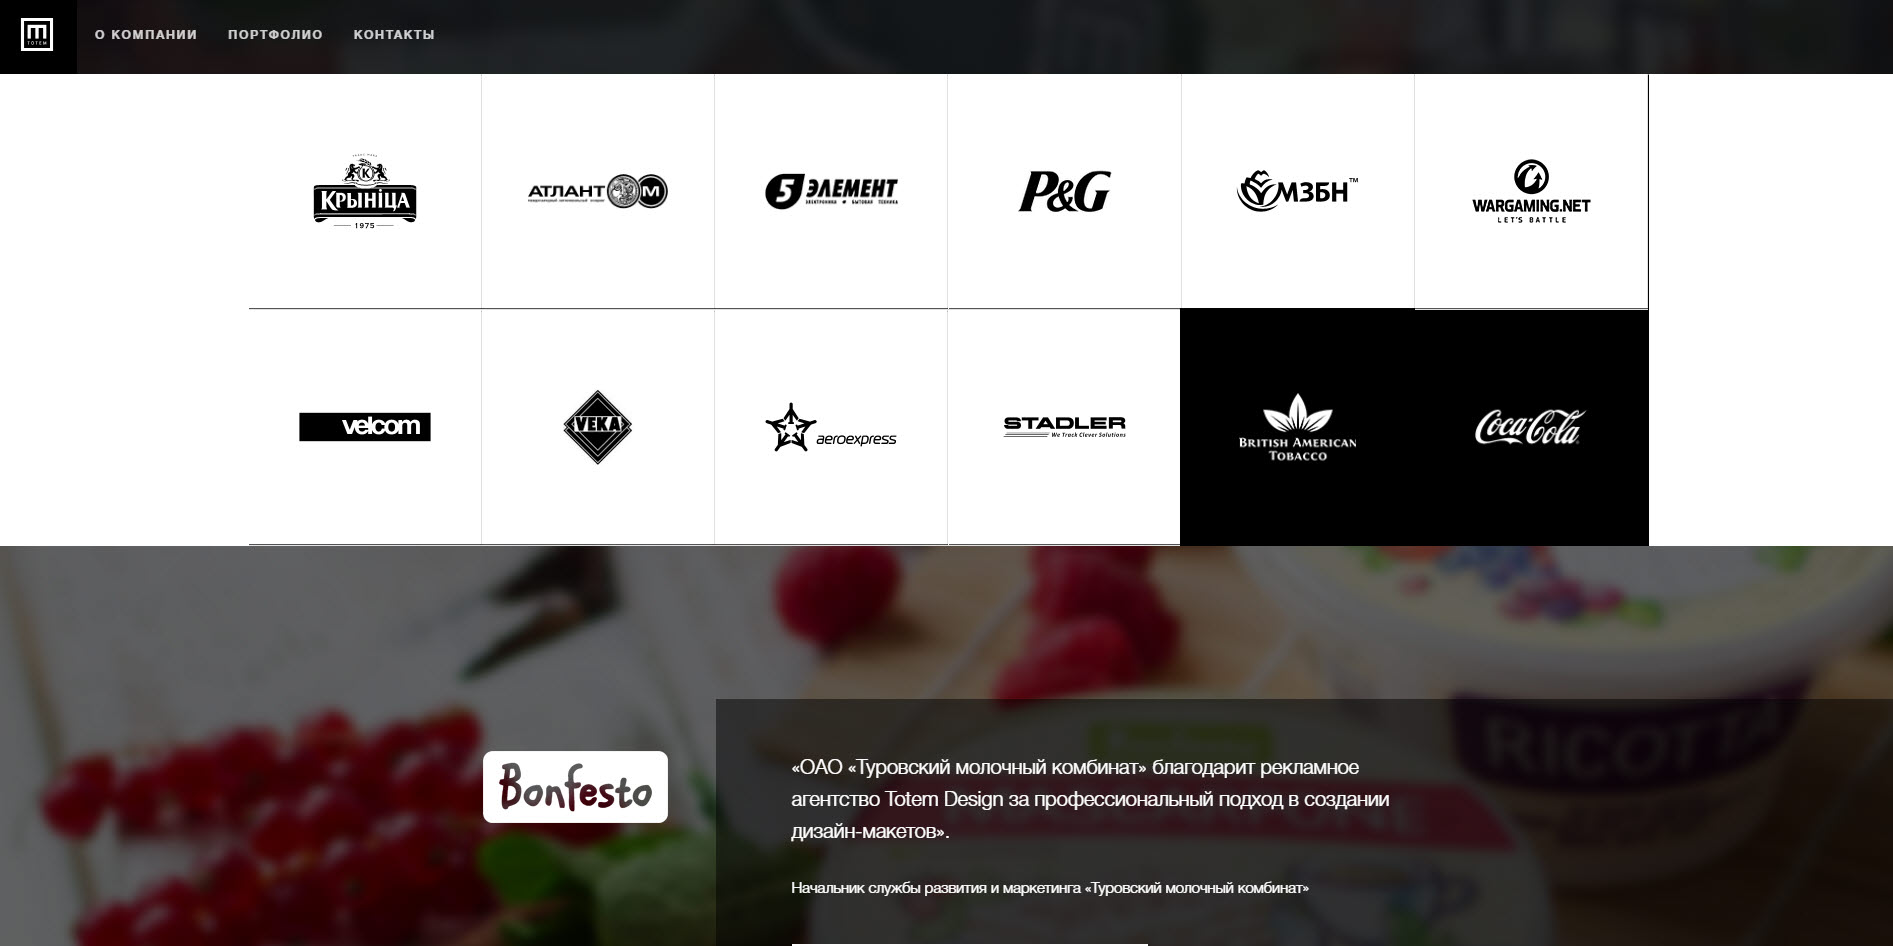 TOTEM
О КОМПАНИИ ПОРТФОЛИО КОНТАКТЫ
К
КРЫНІЦА
1975
АТЛАНТ М
5 ЭЛЕМЕНТ
ЭЛЕКТРОНИКА И БЫТОВАЯ ТЕХНИКА
P&G
МЗБН™
WARGAMING.NET
LET'S BATTLE
velcom
VEKA
aeroexpress
STADLER
We Track Clever Solutions
BRITISH AMERICAN
TOBACCO
Coca-Cola
RICOTTA
Bonfesto
«ОАО «Туровский молочный комбинат» благодарит рекламное
агентство Totem Design за профессиональный подход в создании
дизайн-макетов».
MASCARPONE
Начальник службы развития и маркетинга «Туровский молочный комбинат»